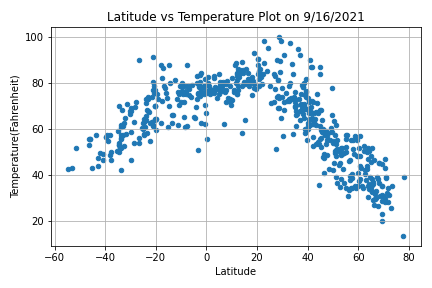 Latitude vs Temperature Plot on 9/16/2021
100
80
60
40
20
Temperature(Fahrenheit)
−60 −40 −20 0 20 40 60 80
Latitude